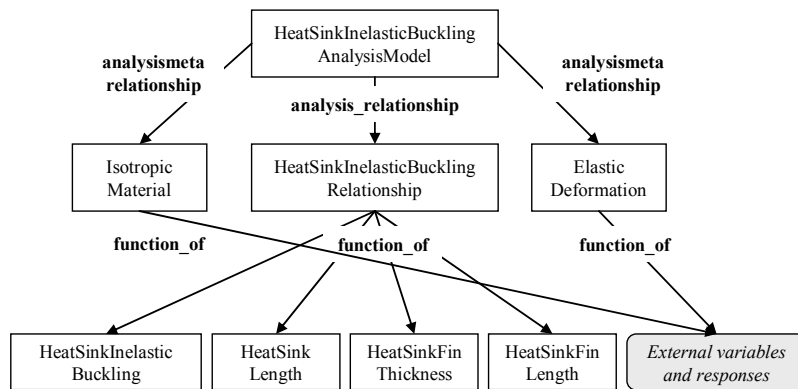 HeatSinkInelasticBuckling
AnalysisModel
analysismeta
relationship
analysis_relationship
analysismeta
relationship
Isotropic
Material
HeatSinkInelasticBuckling
Relationship
Elastic
Deformation
function_of
function_of
function_of
HeatSinkInelastic
Buckling
HeatSink
Length
HeatSinkFin
Thickness
HeatSinkFin
Length
External variables
and responses